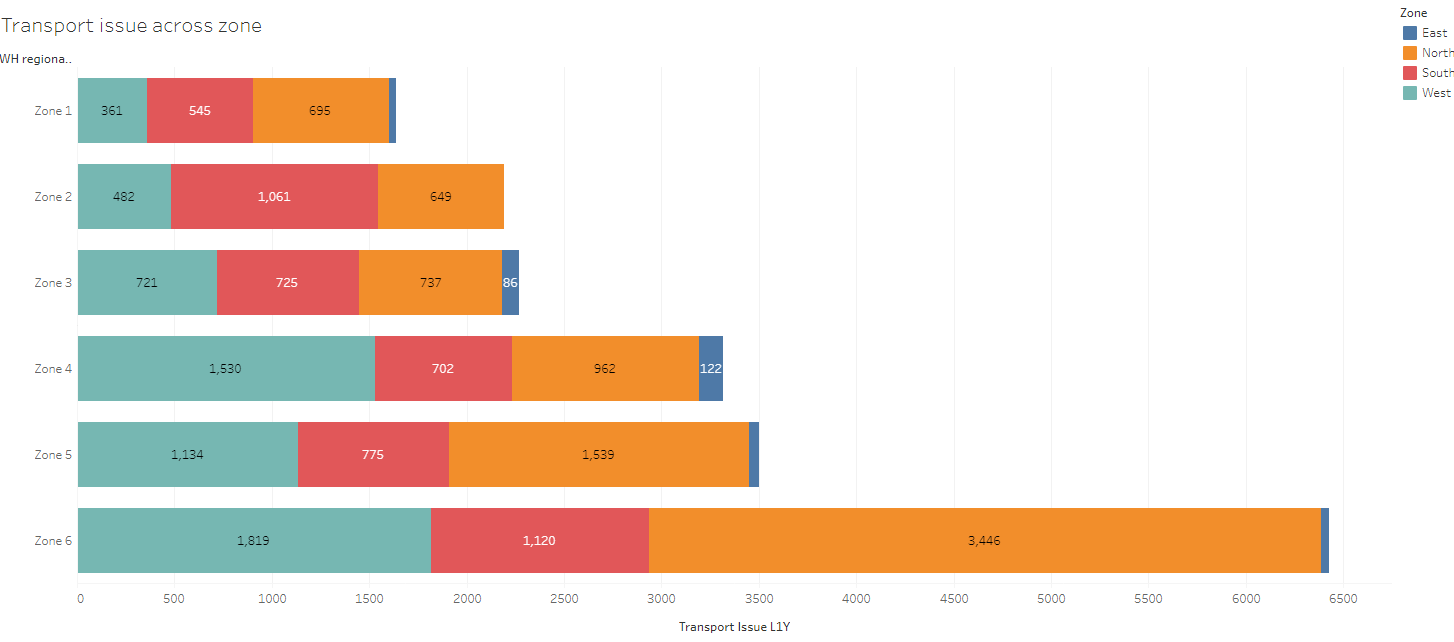 Transport issue across zone
WH regiona..
Zone 1 361 545 695
Zone 2 482 1,061 649
Zone 3 721 725 737 86
Zone 4 1,530 702 962 122
Zone 5 1,134 775 1,539
Zone 6 1,819 1,120 3,446
0 500 1000 1500 2000 2500 3000 3500 4000 4500 5000 5500 6000 6500
Transport Issue L1Y
Zone
East
North
South
West